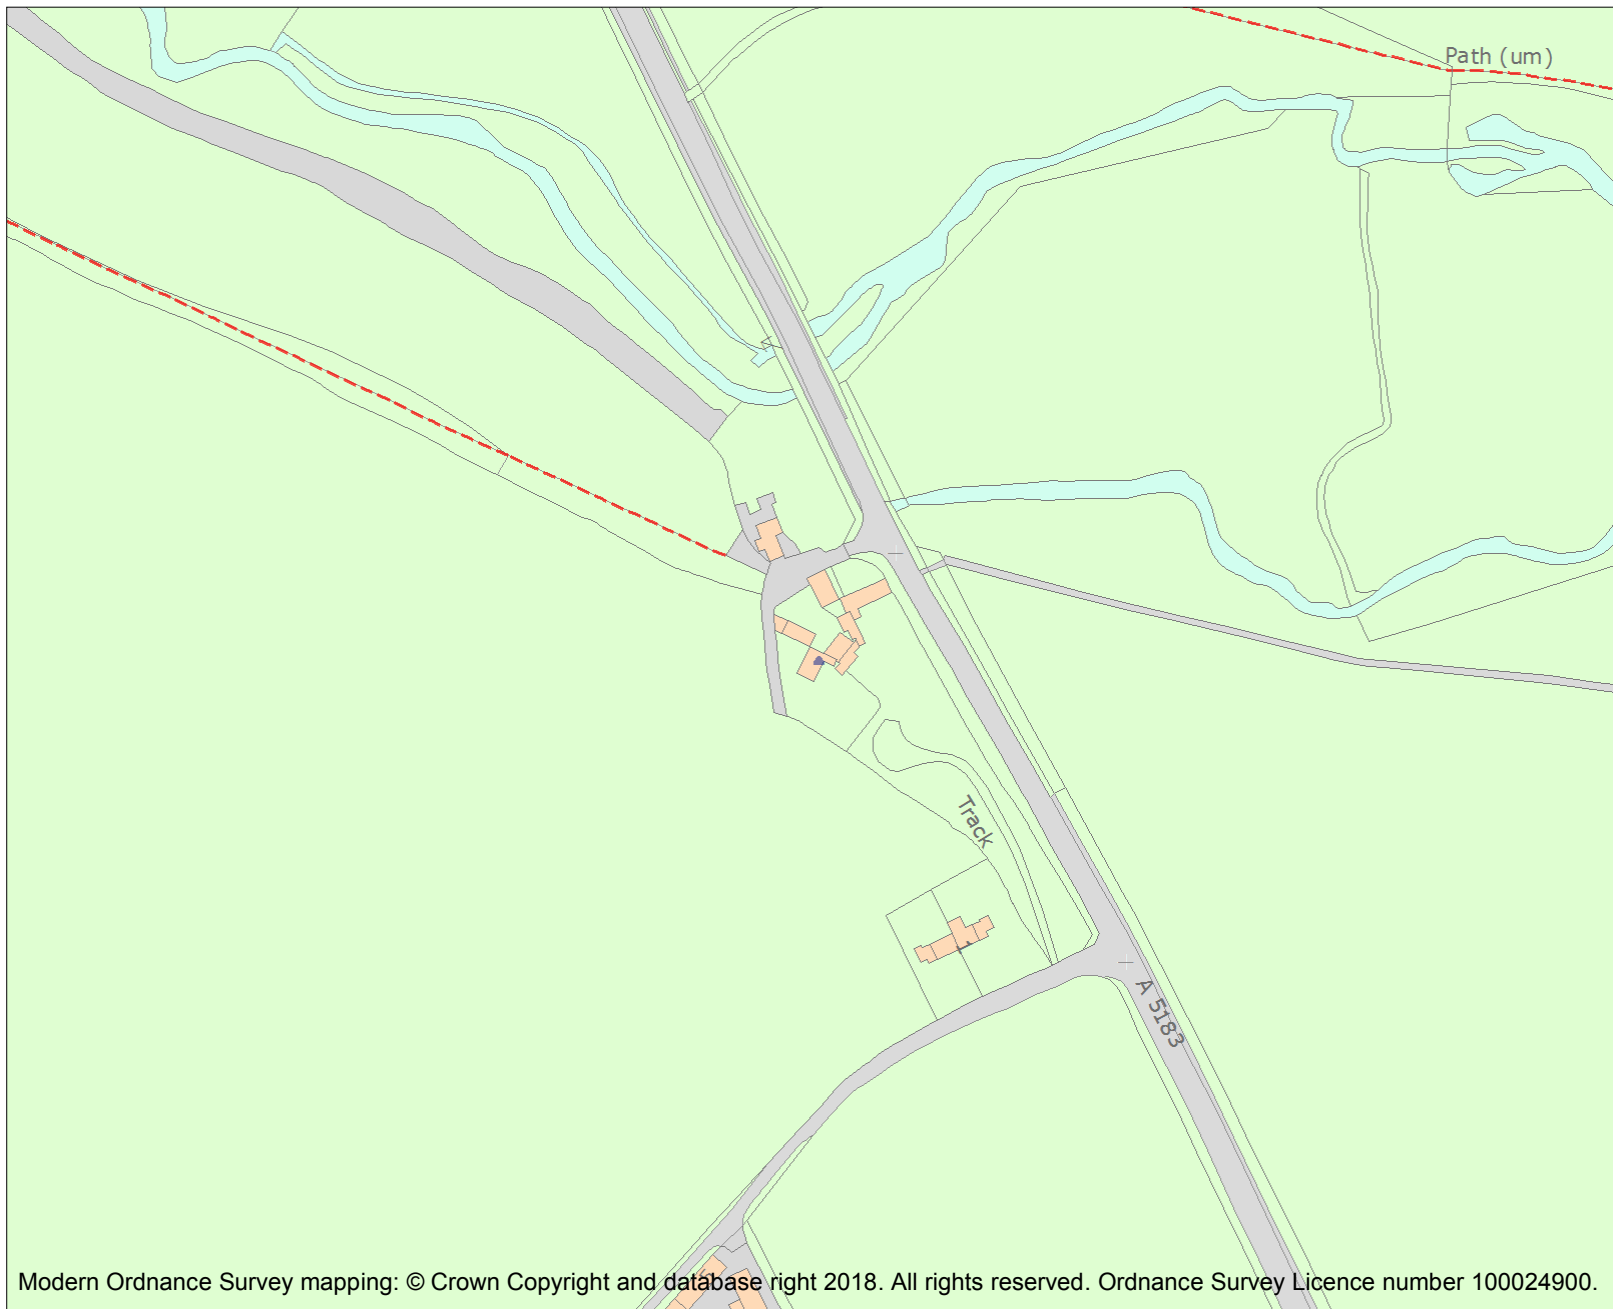 Path (um)
Track
1
A 5183
Modern Ordnance Survey mapping: © Crown Copyright and database right 2018. All rights reserved. Ordnance Survey Licence number 100024900.